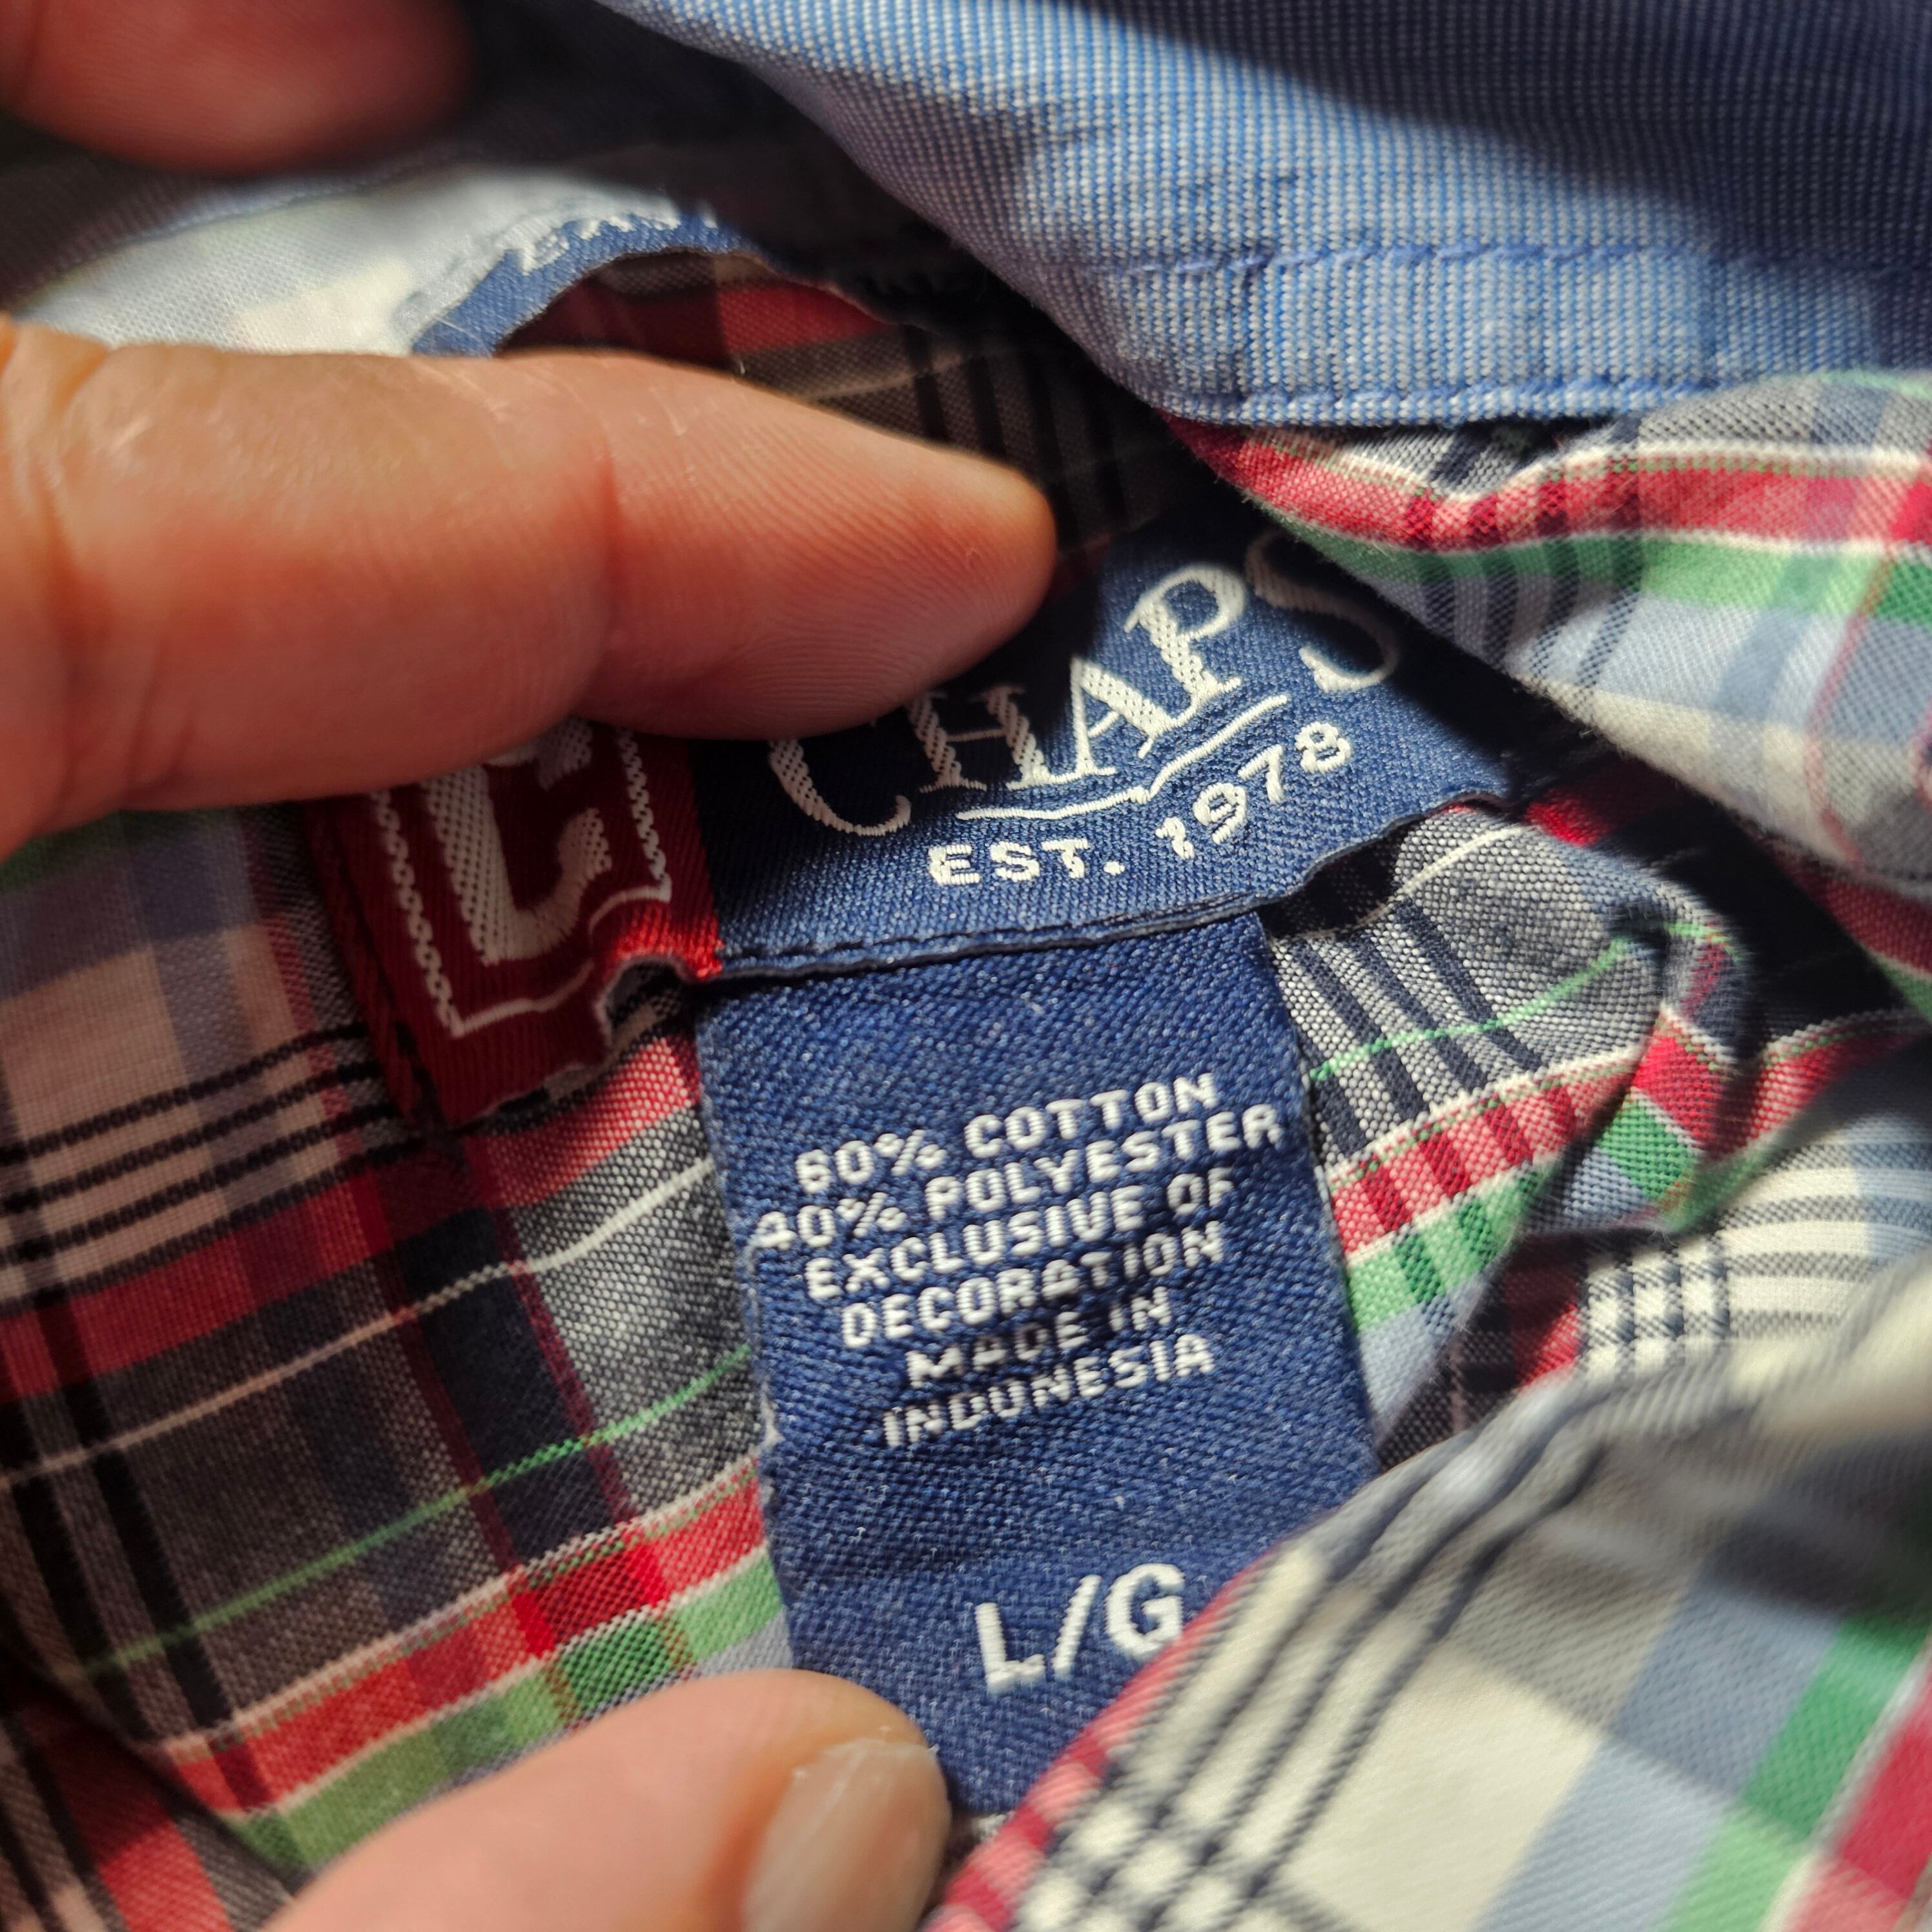 CHAPS
EST. 1978
C
60% COTTON
40% POLYESTER
EXCLUSIVE OF
DECORATION
MADE IN
INDONESIA
L/G